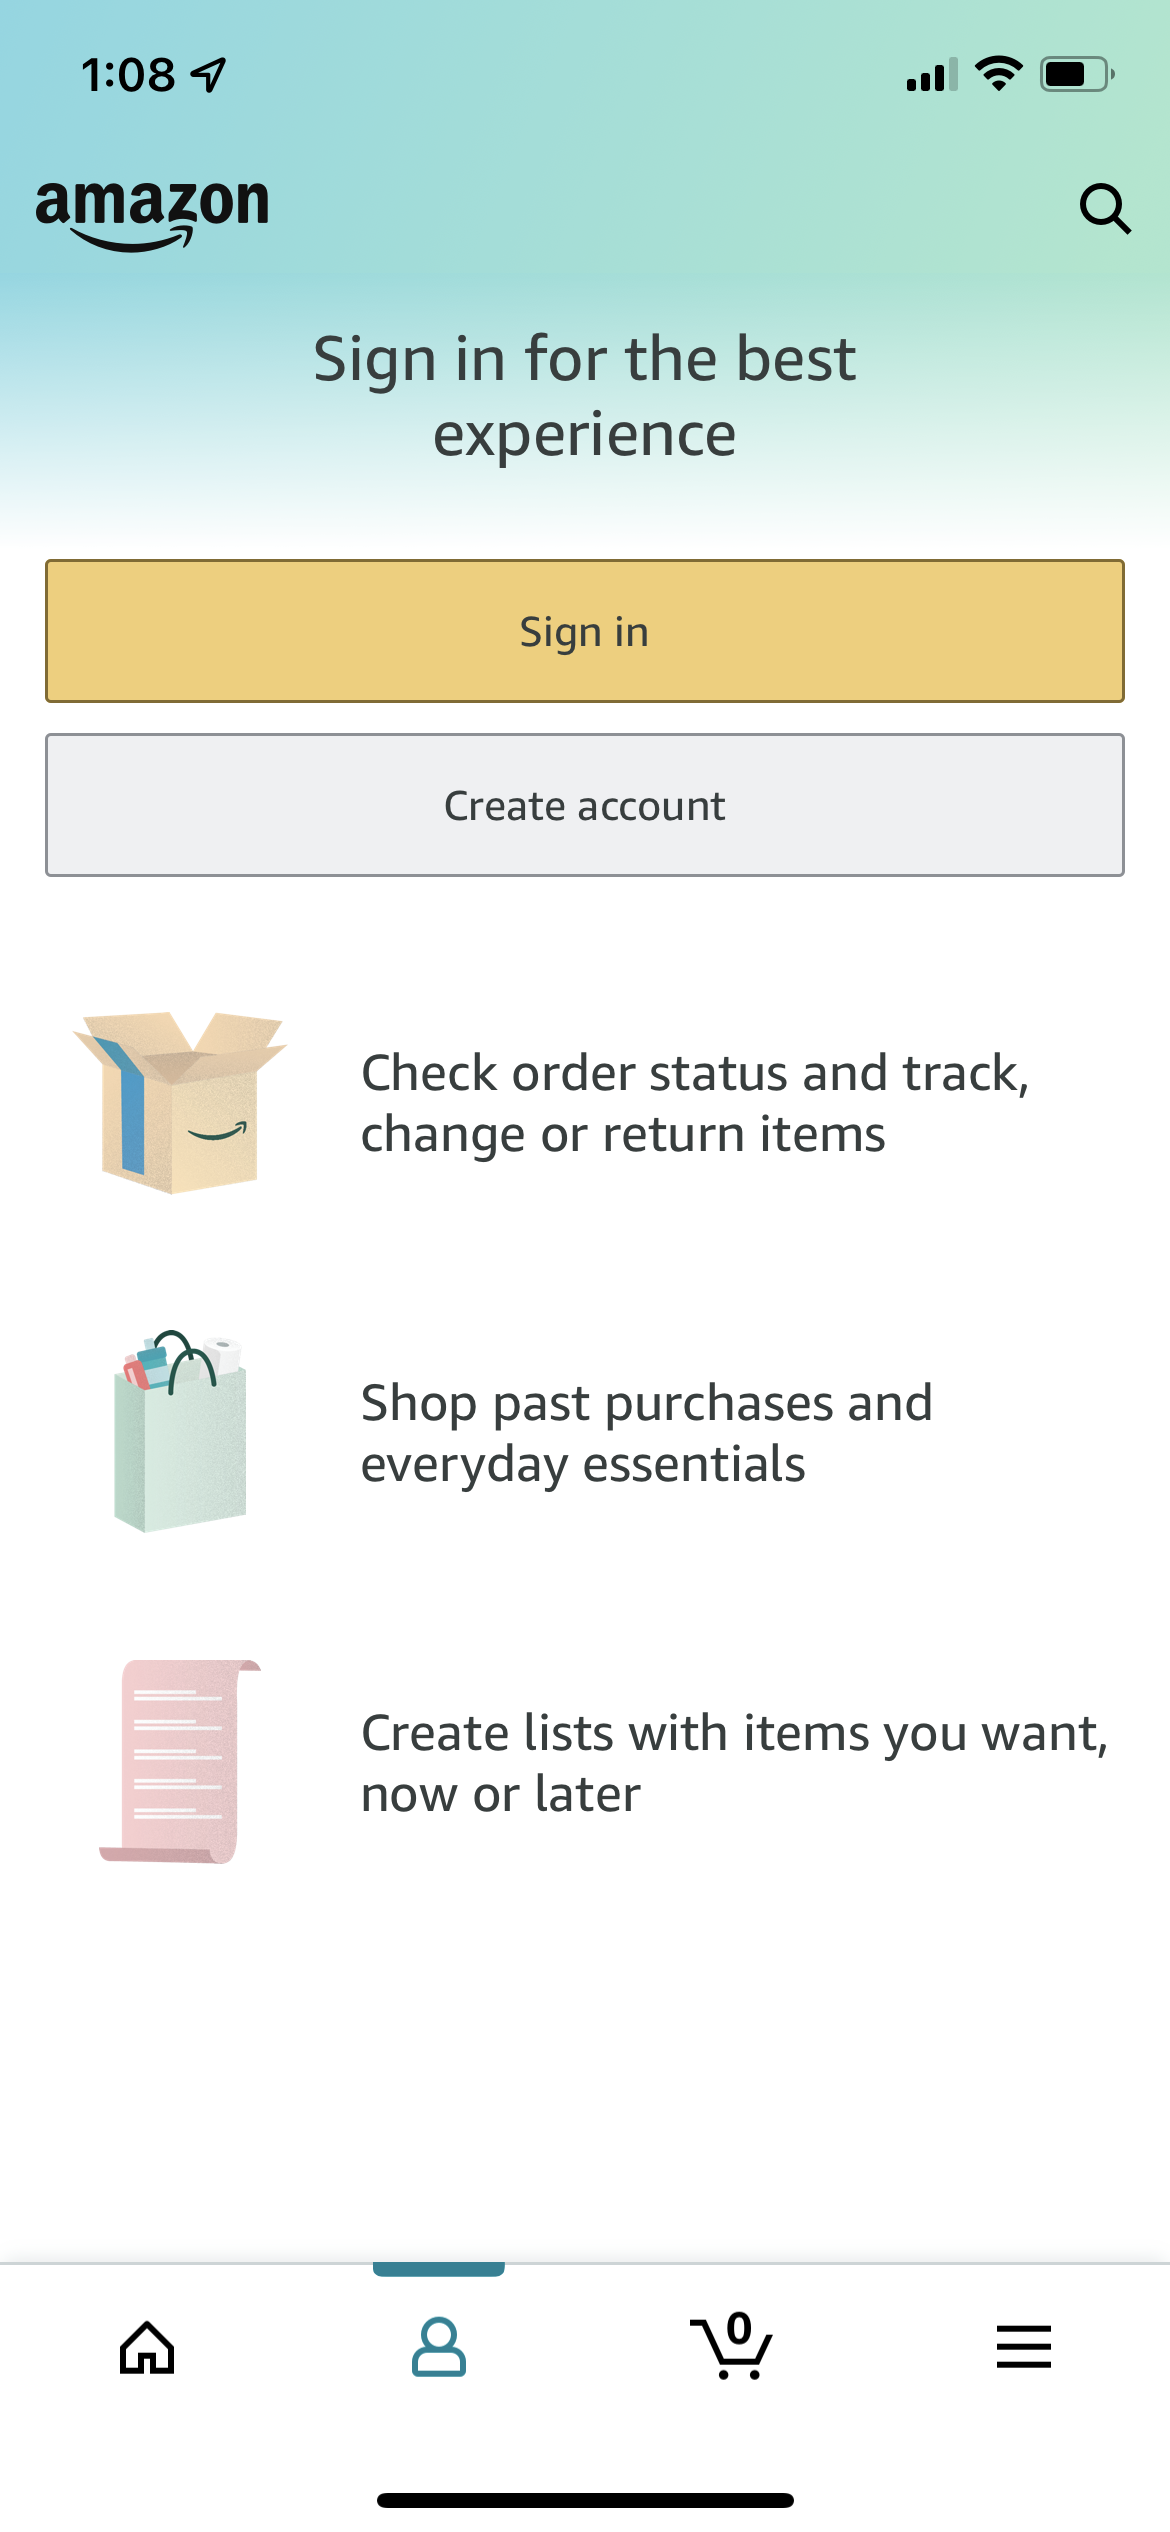 1:08
amazon
Sign in for the best
experience
Sign in
Create account
Check order status and track,
change or return items
Shop past purchases and
everyday essentials
Create lists with items you want,
now or later
0